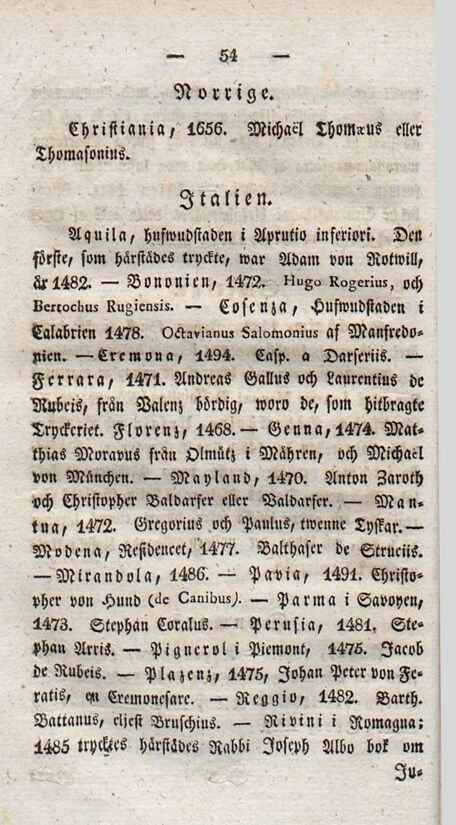 — 54 —
Norrige.
Christiania, 1656. Michaël Thomæus eller
Thomasonius.
Italien.
Aquila, hufwudstaden i Aprutio inferiori. Den
förste, som härstädes tryckte, war Adam von Rotwill,
år 1482. — Bononien, 1472. Hugo Rogerius, och
Bertochus Rugiensis. — Cosenza, Hufwudstaden i
Calabrien 1478. Octavianus Salomonius af Manfredo-
nien. — Cremona, 1494. Casp. a Darseriis. —
Ferrara, 1471. Andreas Gallus och Laurentius de
Rubeis, från Valenz bördig, woro de, som hitbragte
Tryckeriet. Florenz, 1468. — Genna, 1474. Mat-
thias Moravus från Olmütz i Mähren, och Michaël
von München. — Mayland, 1470. Anton Zaroth
och Christopher Baldarfer eller Valdarfer. — Man-
tua, 1472. Gregorius och Paulus, twenne Tyskar. —
Modena, Residencet, 1477. Balthaser de Struciis.
— Mirandola, 1486. — Pavia, 1491. Christo-
pher von Hund (de Canibus). — Parma i Savoyen,
1473. Stephan Coralus. — Perusia, 1481. Ste-
phan Aeris. — Pignerol i Piemont, 1475. Jacob
de Rubeis. — Plazenz, 1475, Johan Peter von Fe-
ratis, en Cremonesare. — Reggio, 1482. Barth.
Battanus, eljest Bruschius. — Rivini i Romagna:
1485 trycktes härstädes Rabbi Joseph Albo bok om
Ju-